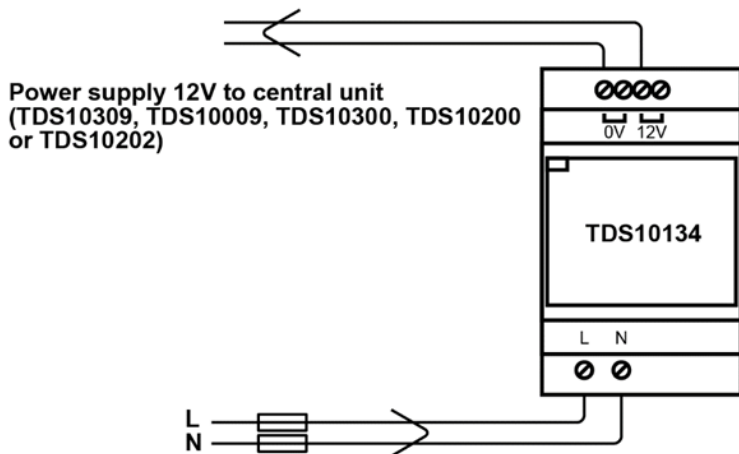 Power supply 12V to central unit
(TDS10309, TDS10009, TDS10300, TDS10200
or TDS10202)
0V 12V
TDS10134
L N
L
N